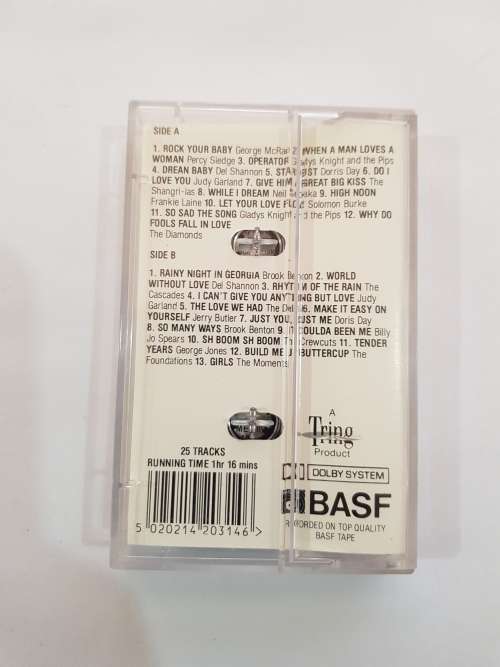 SIDE A
1. ROCK YOUR BABY George McRae 2. WHEN A MAN LOVES A
WOMAN Percy Sledge 3. OPERATOR Gladys Knight and the Pips
4. DREAN BABY Del Shannon 5. STARDUST Dorris Day 6. DO I
LOVE YOU Judy Garland 7. GIVE HIM A GREAT BIG KISS The
Shangri-las 8. WHILE I DREAM Neil Sedaka 9. HIGH NOON
Frankie Laine 10. LET YOUR LOVE FLOW Solomon Burke
11. SO SAD THE SONG Gladys Knight and the Pips 12. WHY DO
FOOLS FALL IN LOVE
The Diamonds
SIDE B
1. RAINY NIGHT IN GEORGIA Brook Benton 2. WORLD
WITHOUT LOVE Del Shannon 3. RHYTHM OF THE RAIN The
Cascades 4. I CAN'T GIVE YOU ANYTHING BUT LOVE Judy
Garland 5. THE LOVE WE HAD The Dells 6. MAKE IT EASY ON
YOURSELF Jerry Butler 7. JUST YOU, JUST ME Doris Day
8. SO MANY WAYS Brook Benton 9. IT COULDA BEEN ME Billy
Jo Spears 10. SH BOOM SH BOOM The Crewcuts 11. TENDER
YEARS George Jones 12. BUILD ME UP BUTTERCUP The
Foundations 13. GIRLS The Moments
A
Tring
Product
25 TRACKS
RUNNING TIME 1hr 16 mins
DOLBY SYSTEM
BASF
RECORDED ON TOP QUALITY
BASF TAPE
5 020214 203146 >